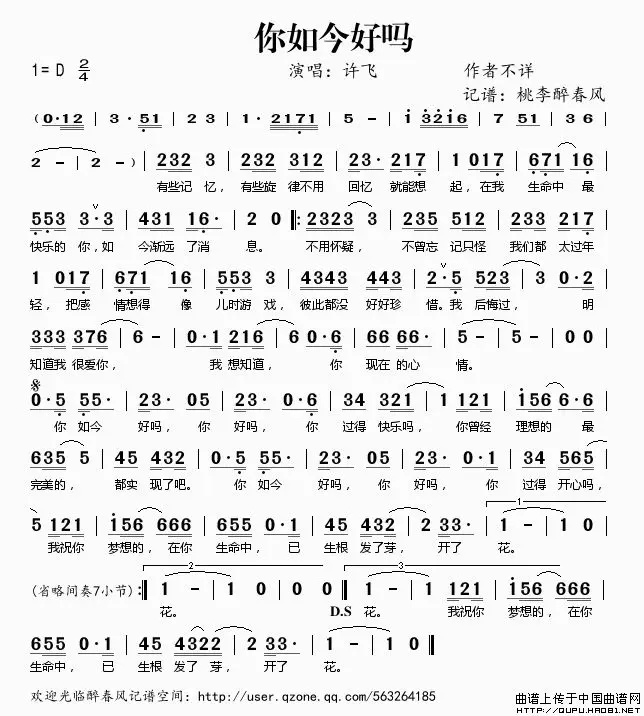 你如今好吗
1=D 2/4 演唱：许飞 作者不详
记谱：桃李醉春风
(0·12 | 3·51 | 2 3 | 1·2171 | 5 - | i·32i6 | 7 51 | 3 6 |
2 - | 2 - ) | 232 3 | 232 312 | 23· 217 | 1 017 | 671 16 |
有些记 忆，有些旋 律不用 回忆 就能想 起，在我 生命中 最
553 3·3 | 431 16· | 2 0 |: 2323 3 | 235 512 | 233 217 |
快乐的 你，如 今渐远 了消 息。 不用怀疑， 不曾忘 记只怪 我们都 太过年
1 017 | 671 16 | 553 3 | 4343 443 | 2·5 523 | 3 0·2 |
轻，把感 情想得 像 儿时游 戏，彼此都没 好好珍 惜。我 后悔过， 明
333 376 | 6 - | 0·1 216 | 6 0·6 | 66 66· | 5 - | 5 - | 0 0 |
知道我 很爱你， 我 想知道， 你 现在 的心 情。
0·5 55· | 23· 05 | 23· 0·6 | 34 321 | 1 121 | i56 6·6 |
你 如今 好吗，你 好吗，你 过得 快乐吗， 你曾经 理想的 最
635 5 | 45 432 | 0·5 55· | 23· 05 | 23· 0·1 | 34 565 |
完美的， 都实 现了吧。 你 如今 好吗，你 好吗，你 过得 开心吗，
5 121 | i56 666 | 655 0·1 | 45 432 | 2 33· | 1 - | 1 - |
我祝你 梦想的，在你 生命中，已 生根 发了芽， 开了 花。
(省略间奏7小节) :| 1 - | 1 0 | 0 0 :| 1 - | 1 121 | i56 666 |
花。 D.S 花。 我祝你 梦想的，在你
655 0·1 | 45 4322 | 2 33· | 1 - | 1 0 ‖
生命中，已 生根 发了 芽， 开了 花。
欢迎光临醉春风记谱空间：http://user.qzone.qq.com/563264185
曲谱上传于中国曲谱网
HTTP://QUPU.HAO81.NET